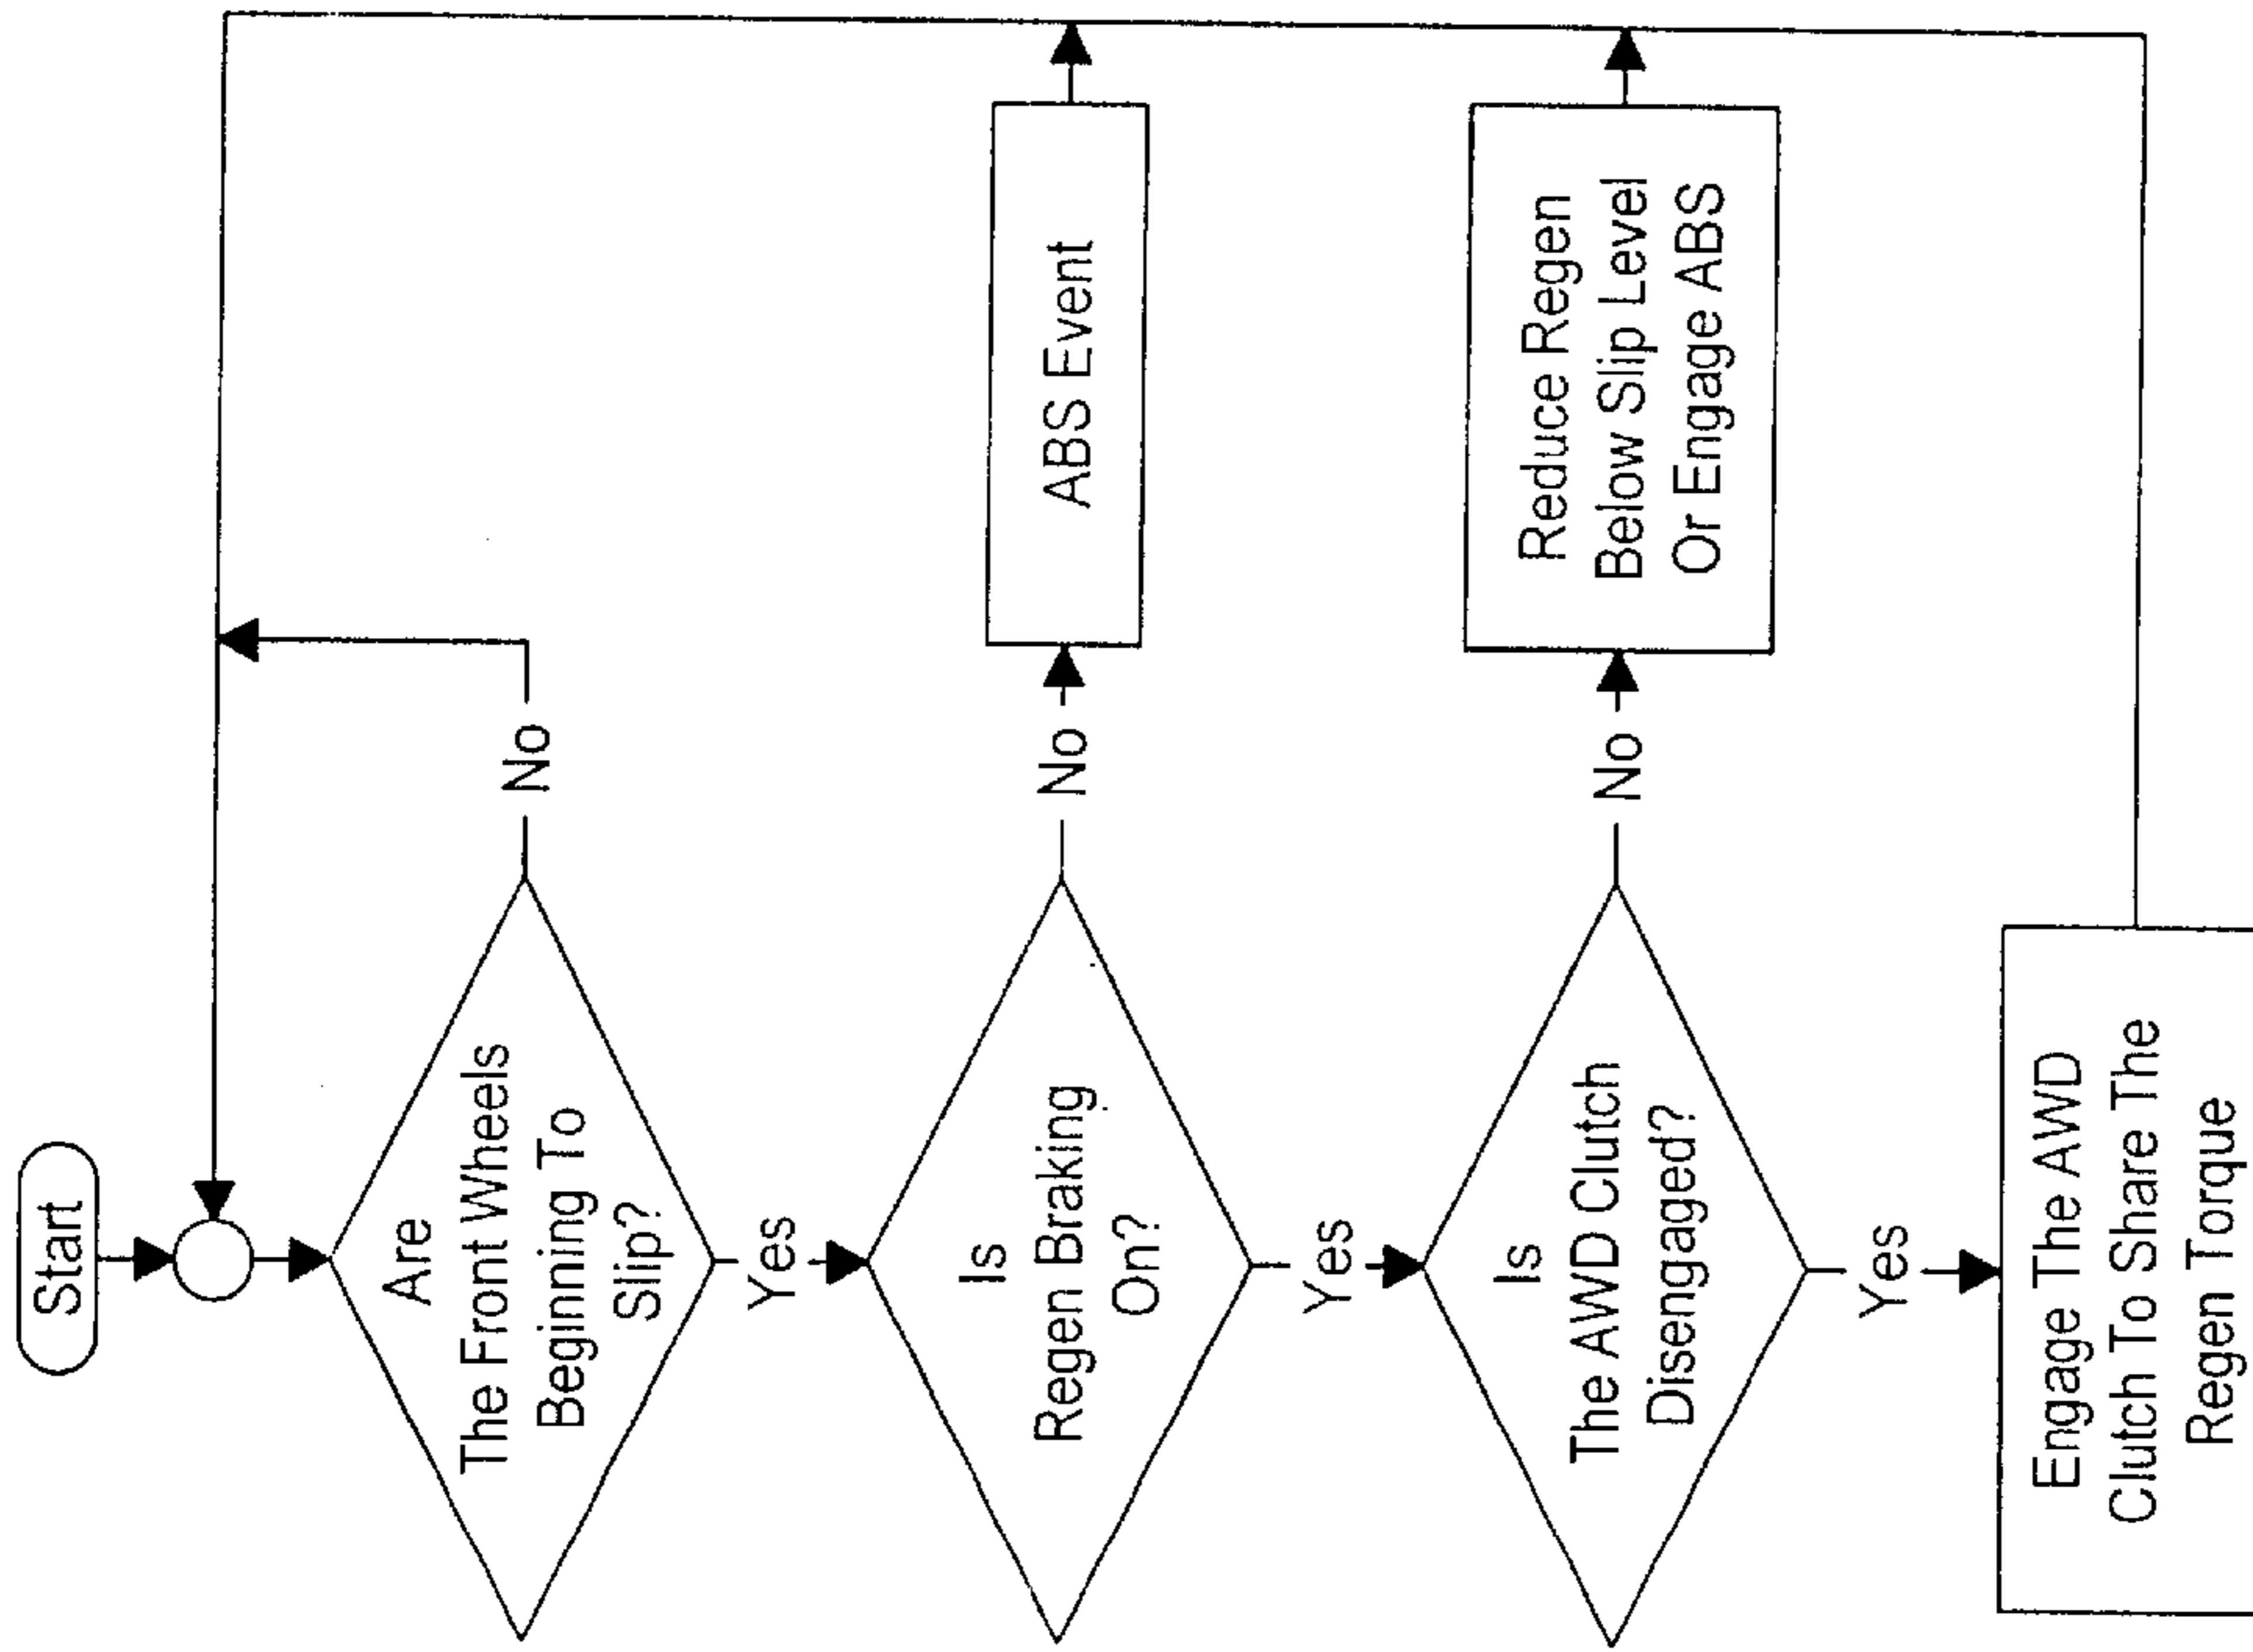 Start
Are
The Front Wheels
Beginning To
Slip?
No
Yes
Is
Regen Braking
On?
No
ABS Event
Yes
Is
The AWD Clutch
Disengaged?
No
Reduce Regen
Below Slip Level
Or Engage ABS
Yes
Engage The AWD
Clutch To Share The
Regen Torque